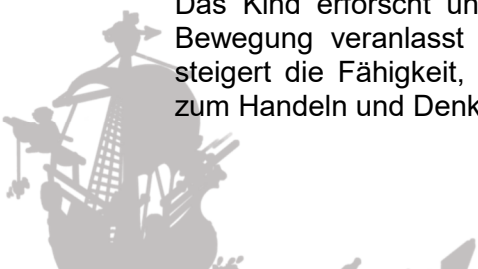 Das Kind erforscht un
Bewegung veranlasst
steigert die Fähigkeit,
zum Handeln und Denk